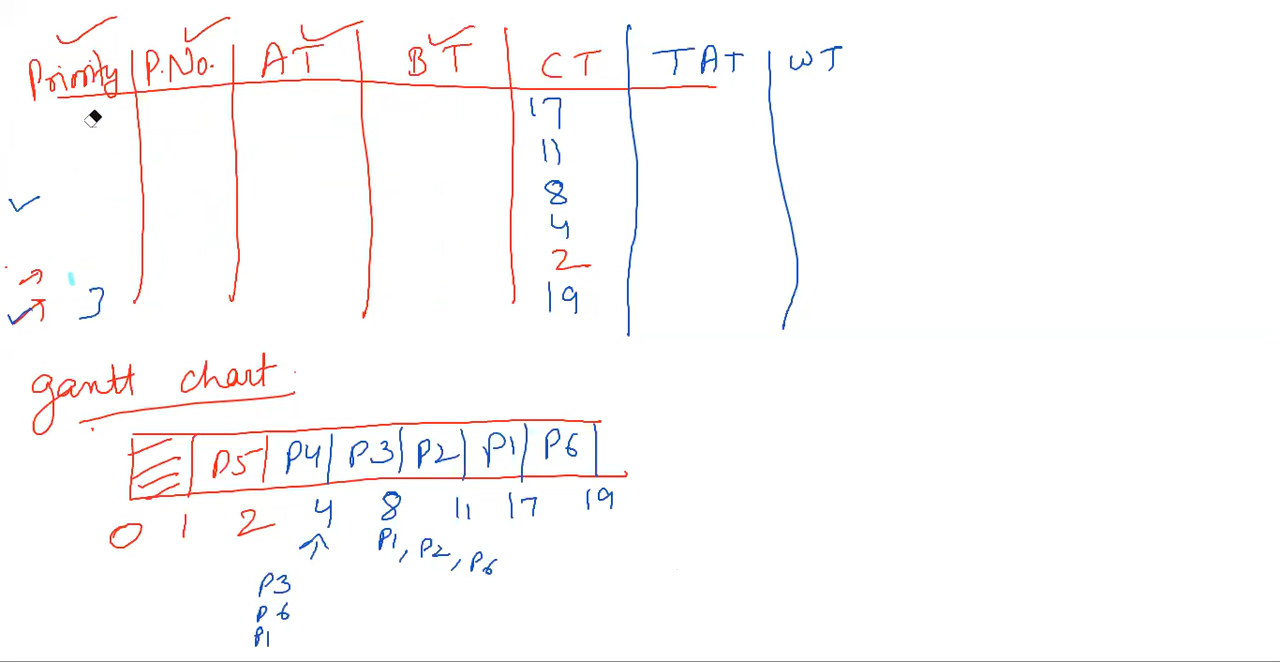 Priority P.No. AT BT CT TAT WT
17
11
8
4
2
3 19
gantt chart.
P5 P4 P3 P2 P1 P6
0 1 2 4 8 11 17 19
P1, P2, P6
P3
P6
P1